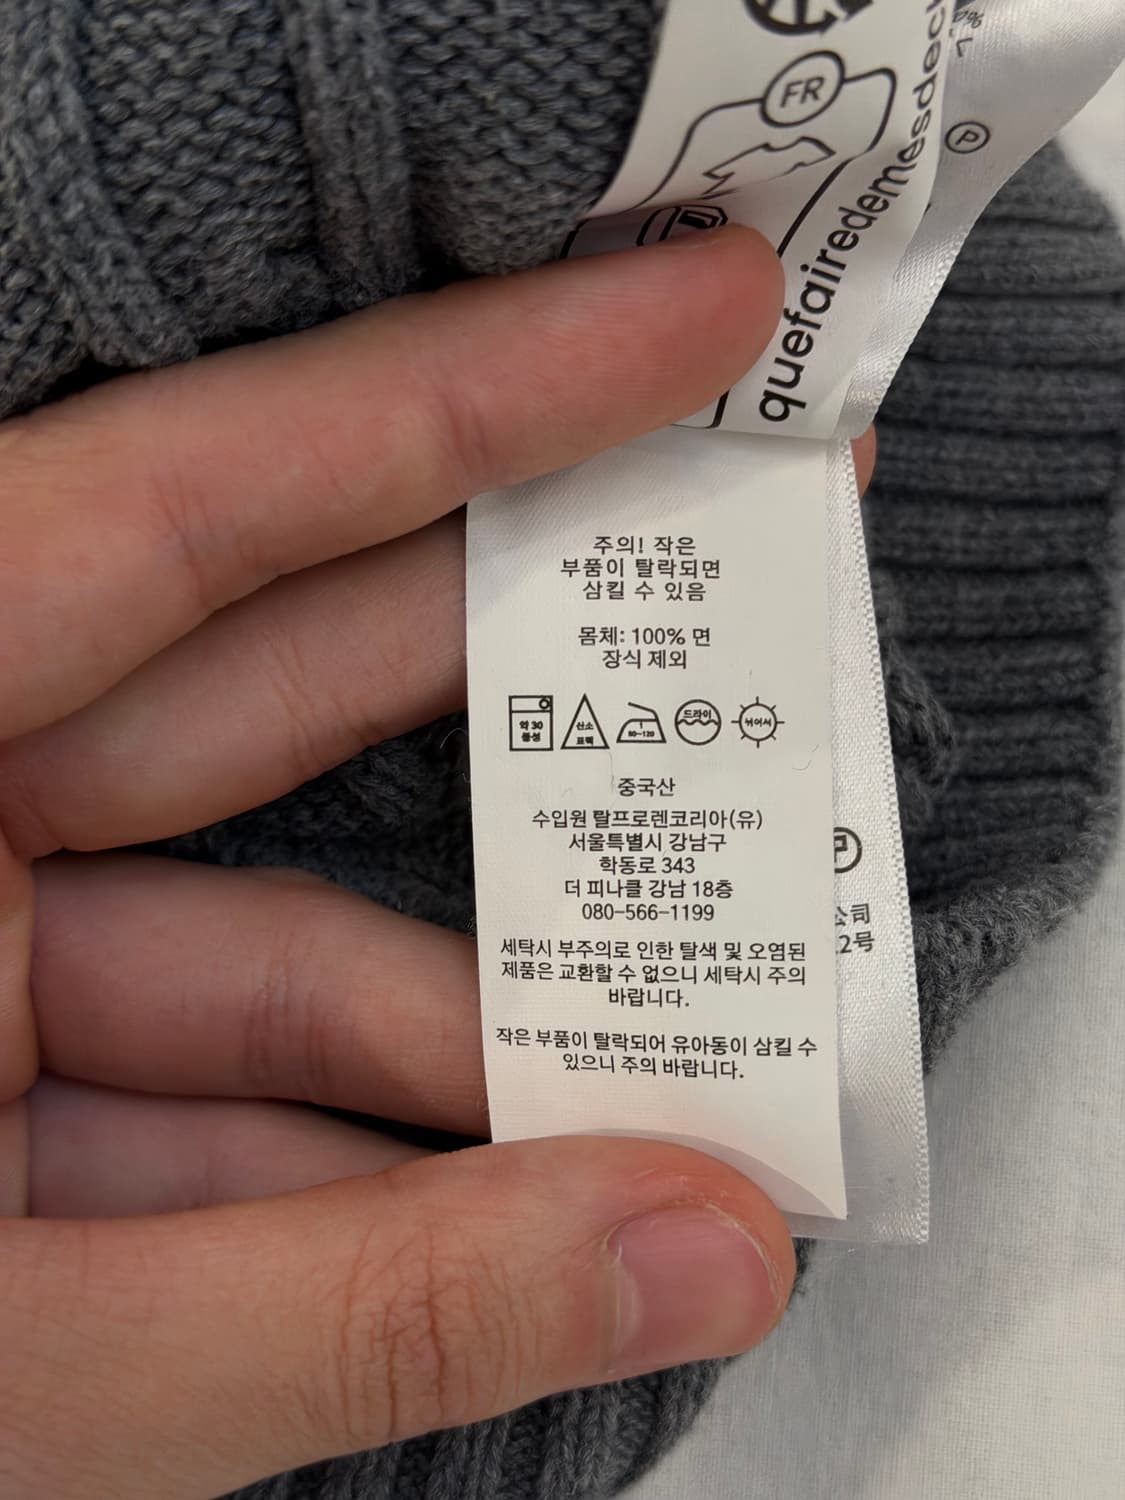 FR
quefairedemesdec
P
주의! 작은
부품이 탈락되면
삼킬 수 있음
몸체: 100% 면
장식 제외
약 30
중성
산소
표백
80~120
드라이
뉘어서
중국산
수입원 랄프로렌코리아(유)
서울특별시 강남구
학동로 343
더 피나클 강남 18층
080-566-1199
세탁시 부주의로 인한 탈색 및 오염된
제품은 교환할 수 없으니 세탁시 주의
바랍니다.
작은 부품이 탈락되어 유아동이 삼킬 수
있으니 주의 바랍니다.
P
公司
2号